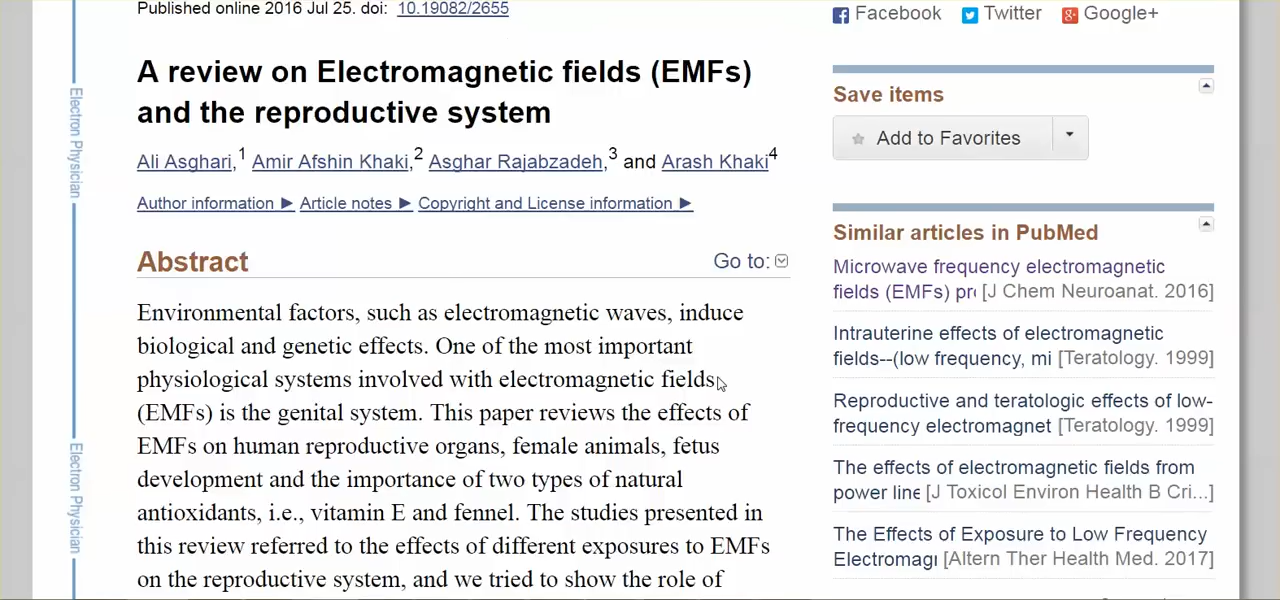 Published online 2016 Jul 25. doi: 10.19082/2655
Facebook Twitter Google+
A review on Electromagnetic fields (EMFs)
and the reproductive system
Ali Asghari,1 Amir Afshin Khaki,2 Asghar Rajabzadeh,3 and Arash Khaki4
Author information ► Article notes ► Copyright and License information ►
Abstract
Go to:
Environmental factors, such as electromagnetic waves, induce
biological and genetic effects. One of the most important
physiological systems involved with electromagnetic fields
(EMFs) is the genital system. This paper reviews the effects of
EMFs on human reproductive organs, female animals, fetus
development and the importance of two types of natural
antioxidants, i.e., vitamin E and fennel. The studies presented in
this review referred to the effects of different exposures to EMFs
on the reproductive system, and we tried to show the role of
Save items
Add to Favorites
Similar articles in PubMed
Microwave frequency electromagnetic
fields (EMFs) pr [J Chem Neuroanat. 2016]
Intrauterine effects of electromagnetic
fields--(low frequency, mi [Teratology. 1999]
Reproductive and teratologic effects of low-
frequency electromagnet [Teratology. 1999]
The effects of electromagnetic fields from
power line [J Toxicol Environ Health B Cri...]
The Effects of Exposure to Low Frequency
Electromag [Altern Ther Health Med. 2017]
Electron Physician
Electron Physician